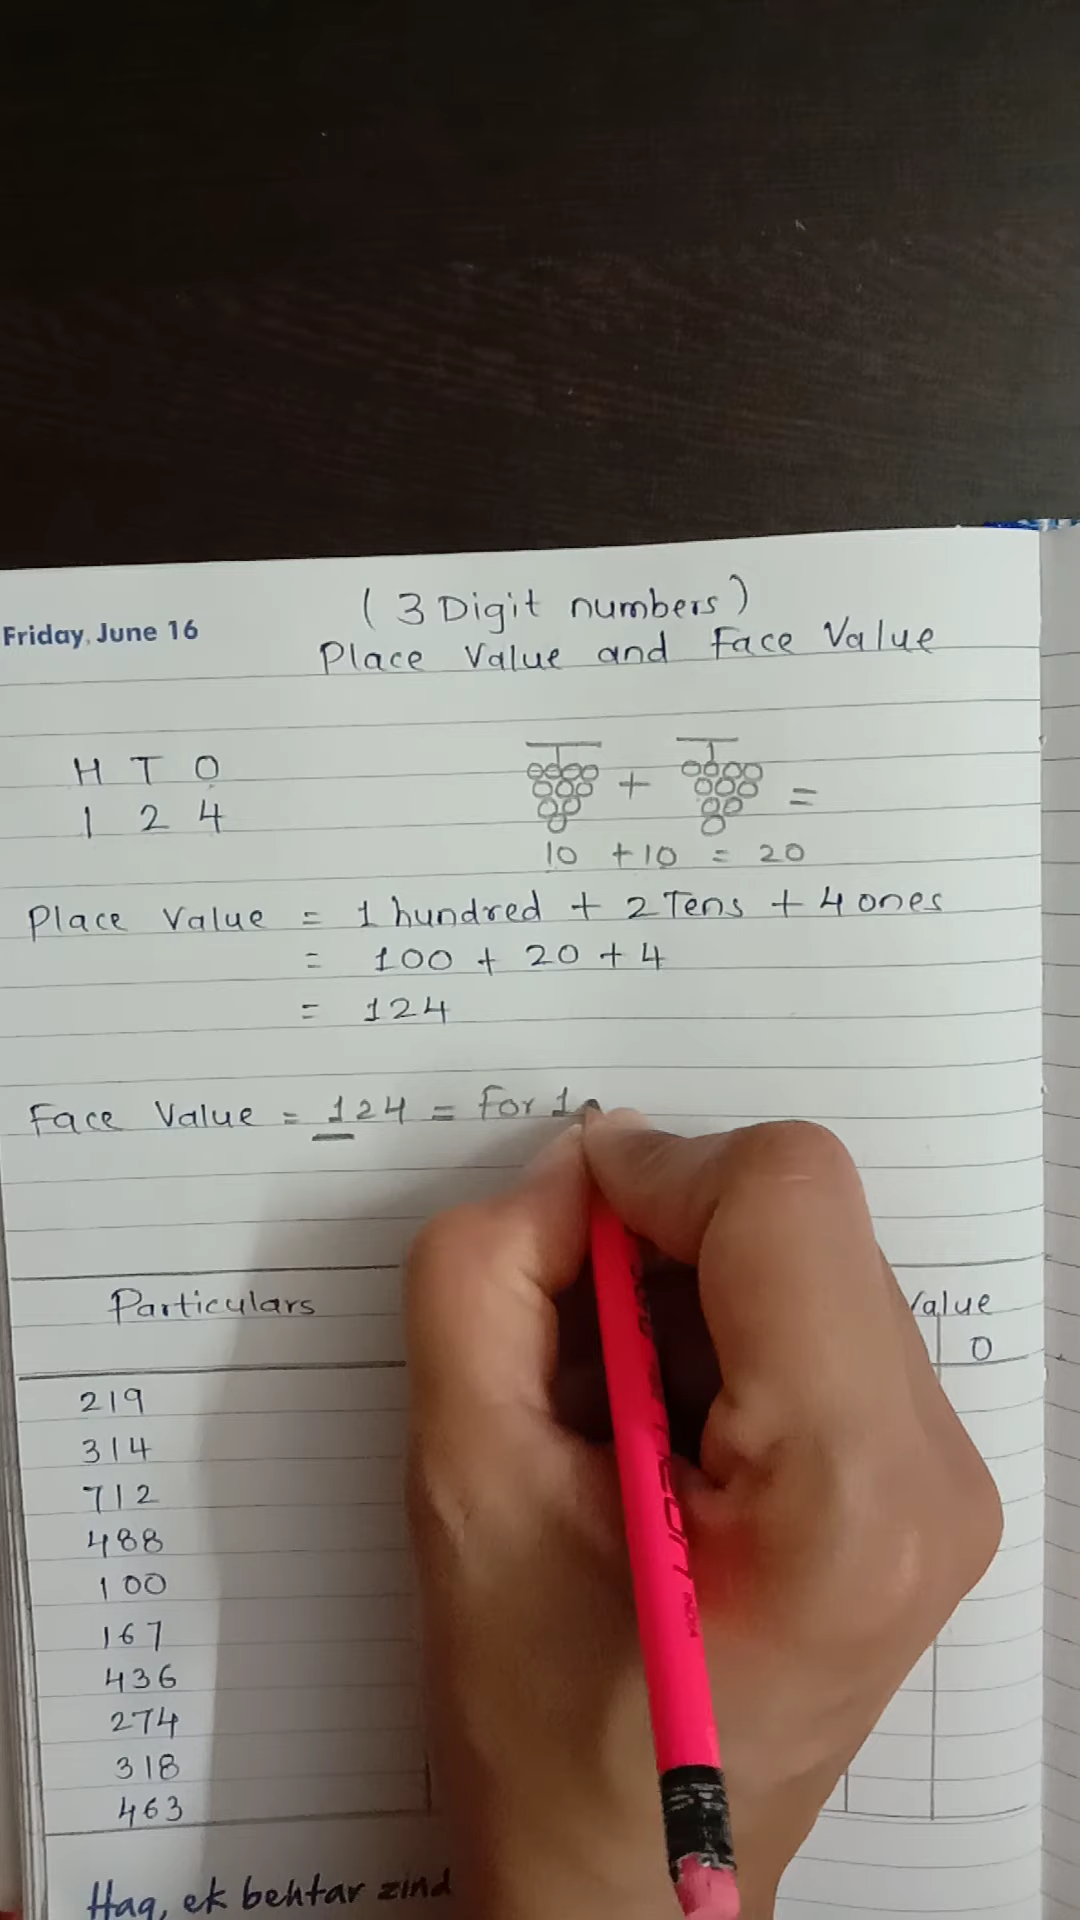 Friday, June 16
(3 Digit numbers)
Place Value and Face Value
H T O
1 2 4
+ =
10 + 10 = 20
Place Value = 1 hundred + 2 Tens + 4 ones
= 100 + 20 + 4
= 124
Face Value = 124 = For 1
Particulars Value
O
219
314
712
488
100
167
436
274
318
463
Haq, ek behtar zind
INDIA